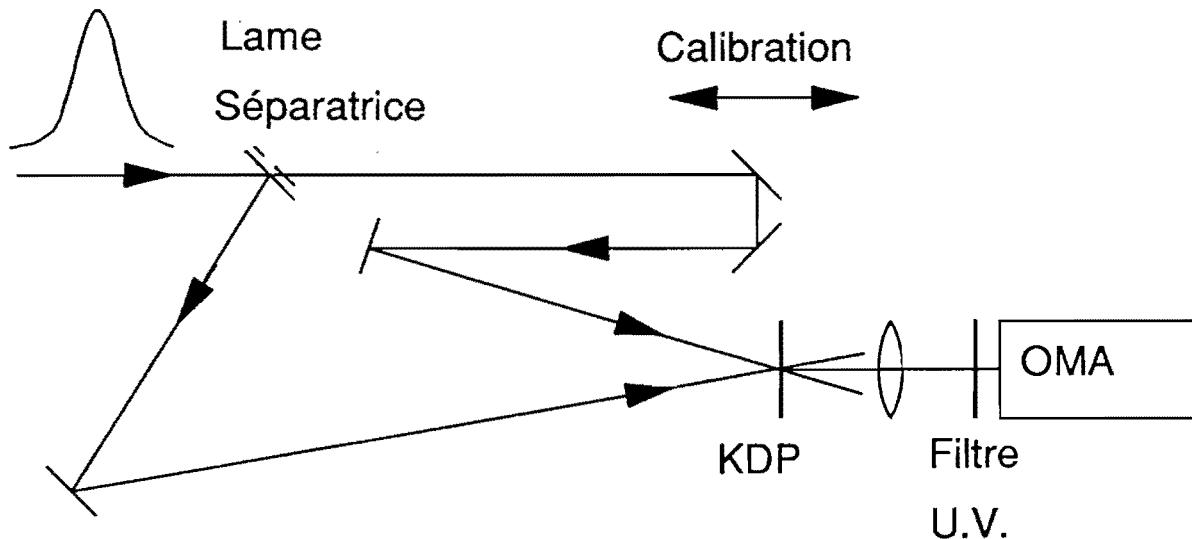 Lame
Séparatrice
Calibration
OMA
KDP
Filtre
U.V.